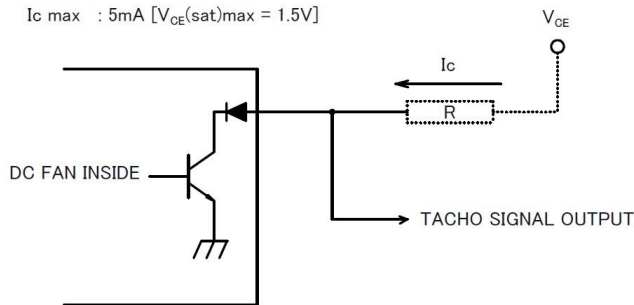 Ic max : 5mA [VCE(sat)max = 1.5V]
VCE
Ic
R
DC FAN INSIDE
TACHO SIGNAL OUTPUT